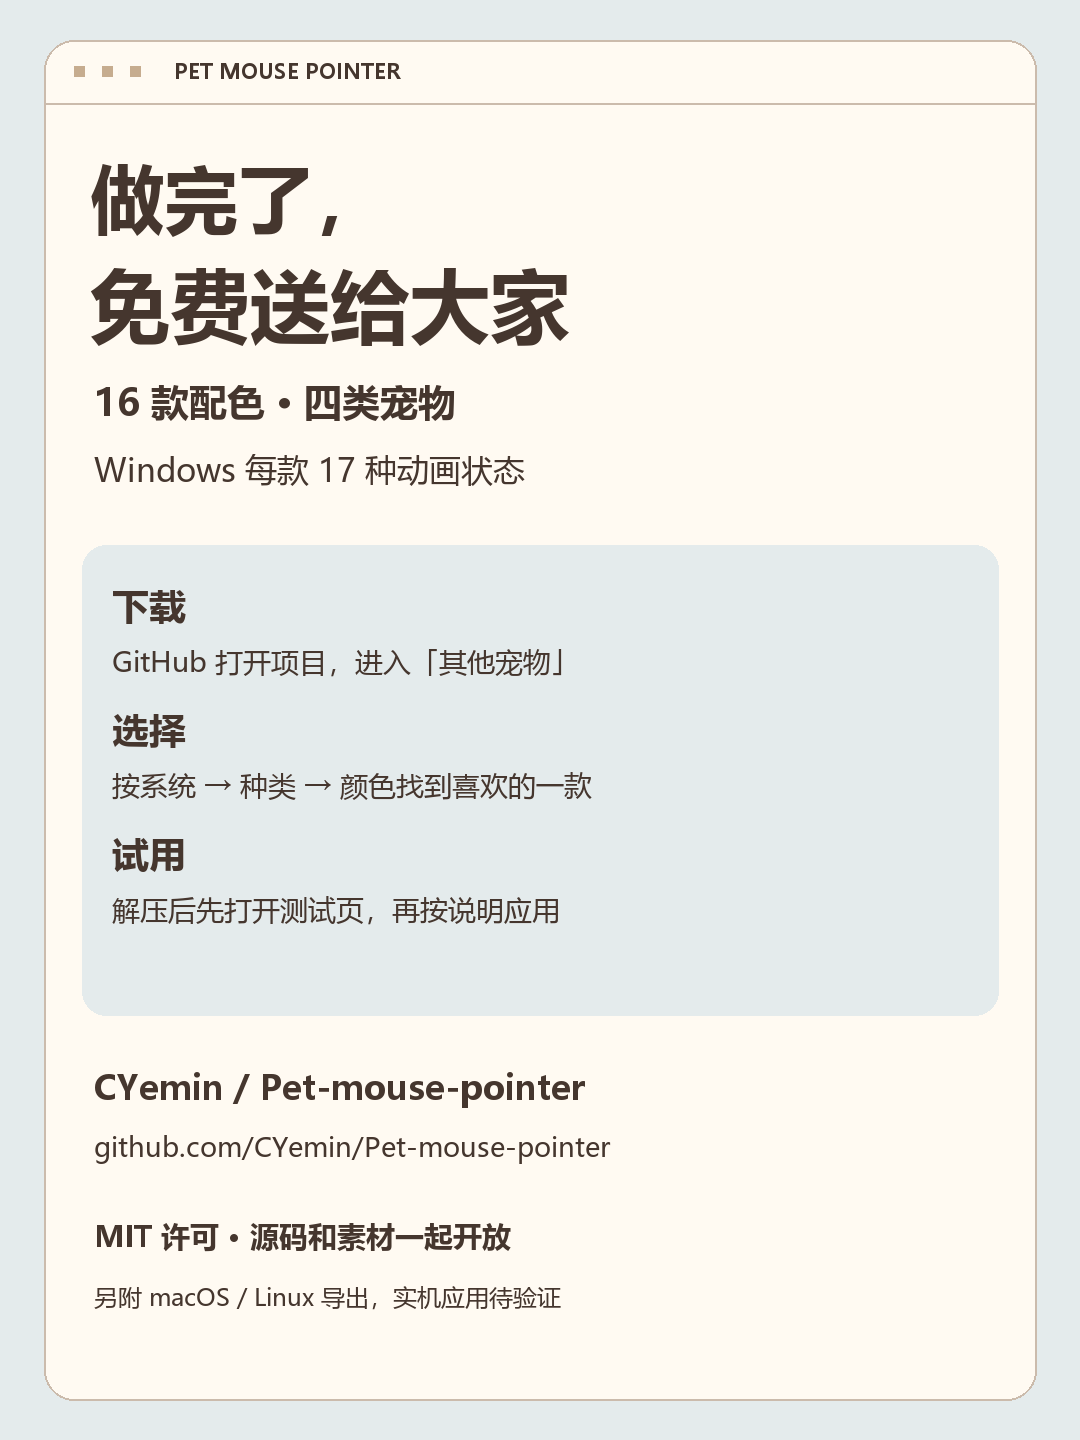 PET MOUSE POINTER
做完了，
免费送给大家
16 款配色 · 四类宠物
Windows 每款 17 种动画状态
下载
GitHub 打开项目，进入「其他宠物」
选择
按系统 → 种类 → 颜色找到喜欢的一款
试用
解压后先打开测试页，再按说明应用
CYemin / Pet-mouse-pointer
github.com/CYemin/Pet-mouse-pointer
MIT 许可 · 源码和素材一起开放
另附 macOS / Linux 导出，实机应用待验证